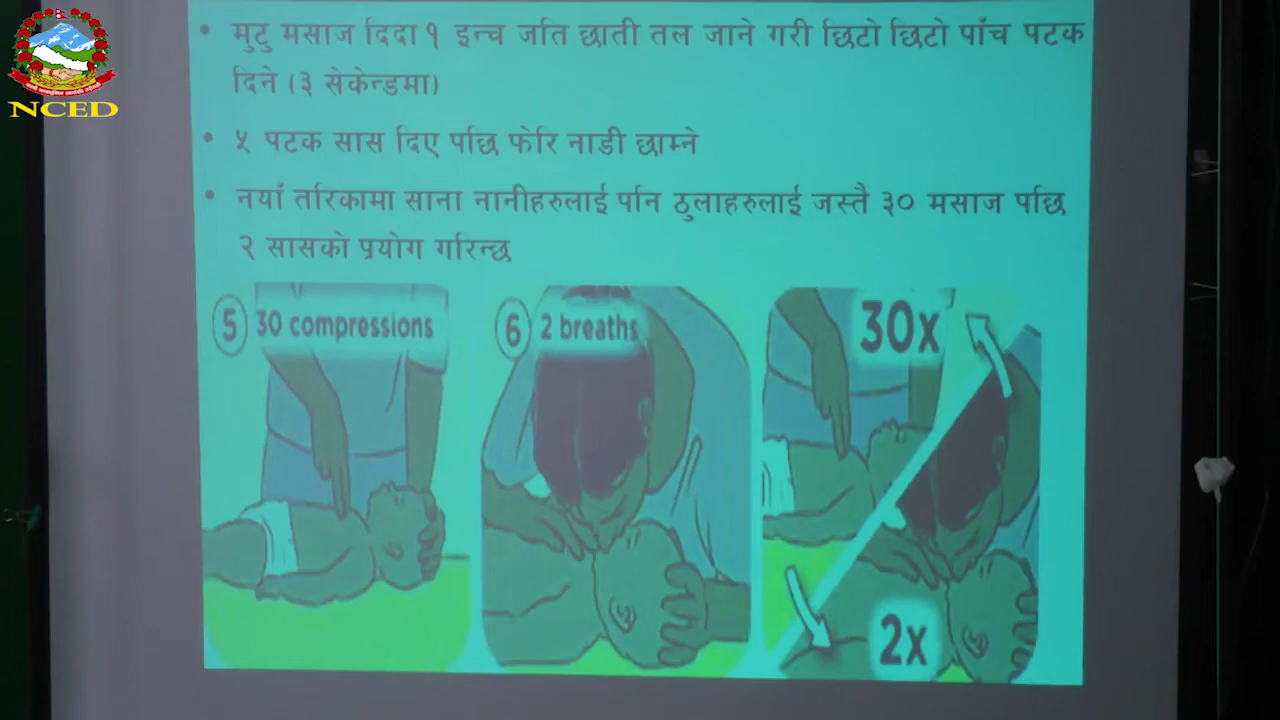 NCED
• मुटु मसाज दिदा १ इन्च जति छाती तल जाने गरी छिटो छिटो पाँच पटक
दिने (३ सेकेन्डमा)
• ५ पटक सास दिए पछि फेरि नाडी छाम्ने
• नयाँ तरिकामा साना नानीहरुलाई पनि ठुलाहरुलाई जस्तै ३० मसाज पछि
२ सासको प्रयोग गरिन्छ
5 30 compressions
6 2 breaths
30x
2x